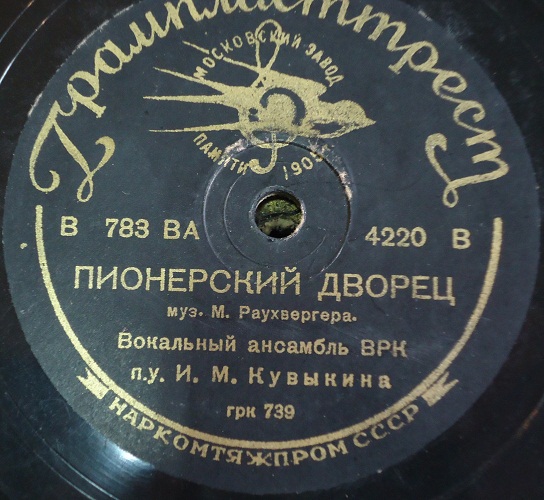 Грампласттрест
МОСКОВСКИЙ ЗАВОД
ПАМЯТИ 1905
В 783 ВА 4220 В
ПИОНЕРСКИЙ ДВОРЕЦ
муз. М. Раухвергера.
Вокальный ансамбль ВРК
п.у. И. М. Кувыкина
грк 739
НАРКОМТЯЖПРОМ СССР